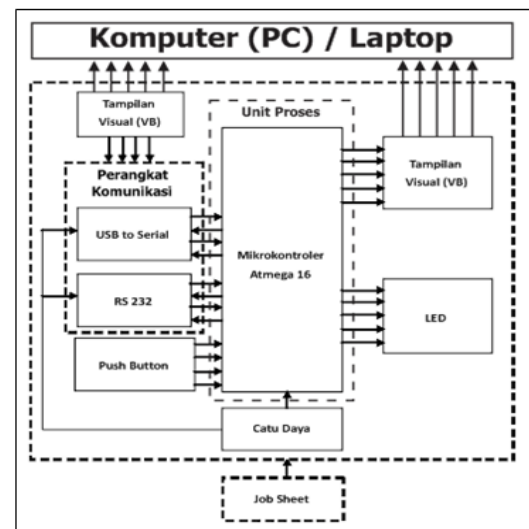 Komputer (PC) / Laptop
Tampilan
Visual (VB)
Unit Proses
Perangkat
Komunikasi
USB to Serial
RS 232
Push Button
Mikrokontroler
Atmega 16
Tampilan
Visual (VB)
LED
Catu Daya
Job Sheet